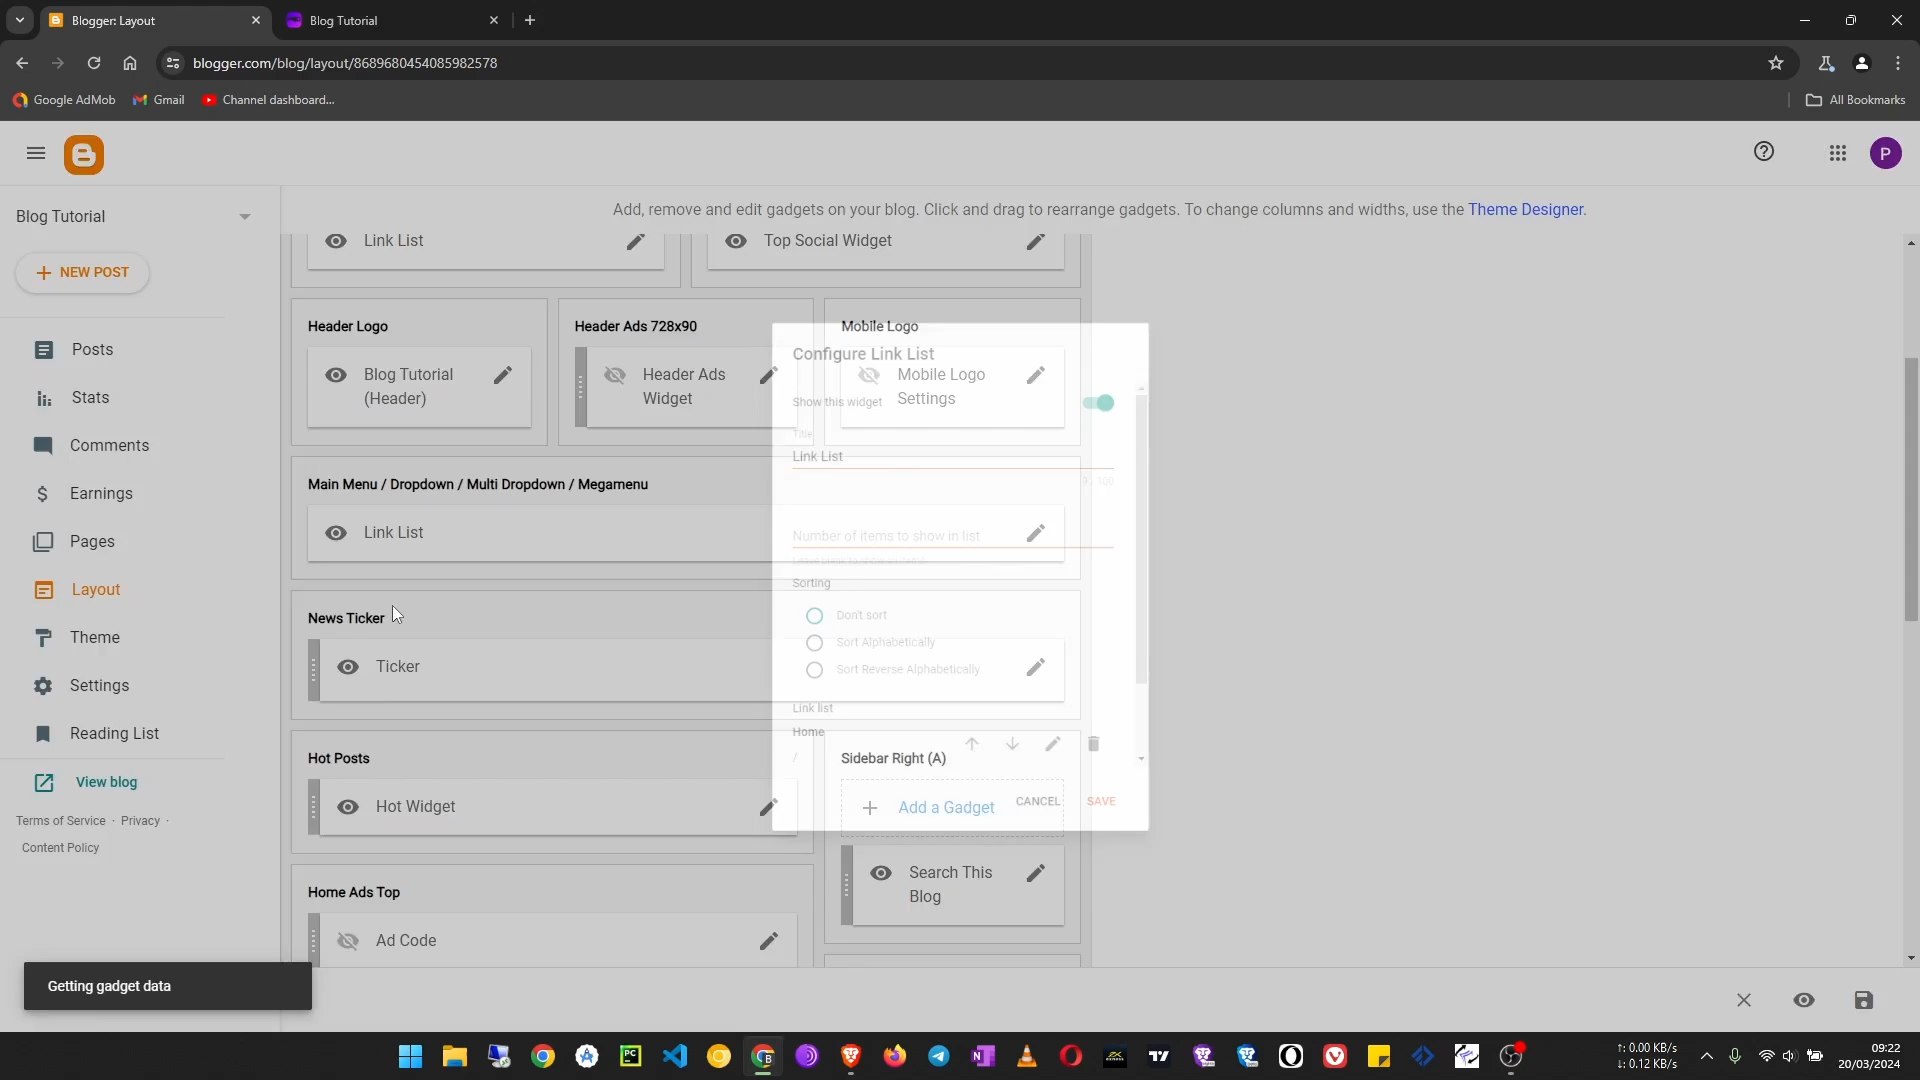 Blogger: Layout
Blog Tutorial
blogger.com/blog/layout/8689680454085982578
Google AdMob
Gmail
Channel dashboard...
All Bookmarks
P
Blog Tutorial
Add, remove and edit gadgets on your blog. Click and drag to rearrange gadgets. To change columns and widths, use the Theme Designer.
NEW POST
Posts
Stats
Comments
Earnings
Pages
Layout
Theme
Settings
Reading List
View blog
Terms of Service · Privacy ·
Content Policy
Link List
Top Social Widget
Header Logo
Blog Tutorial
(Header)
Header Ads 728x90
Header Ads
Widget
Mobile Logo
Mobile Logo
Settings
Main Menu / Dropdown / Multi Dropdown / Megamenu
Link List
News Ticker
Ticker
Hot Posts
Hot Widget
Sidebar Right (A)
Add a Gadget
Search This
Blog
Home Ads Top
Ad Code
Configure Link List
Show this widget
Title
Link List
9 / 100
Number of items to show in list
Sorting
Don't sort
Sort Alphabetically
Sort Reverse Alphabetically
Link list
Home
/
CANCEL
SAVE
Getting gadget data
↑: 0.00 KB/s
↓: 0.12 KB/s
09:22
20/03/2024